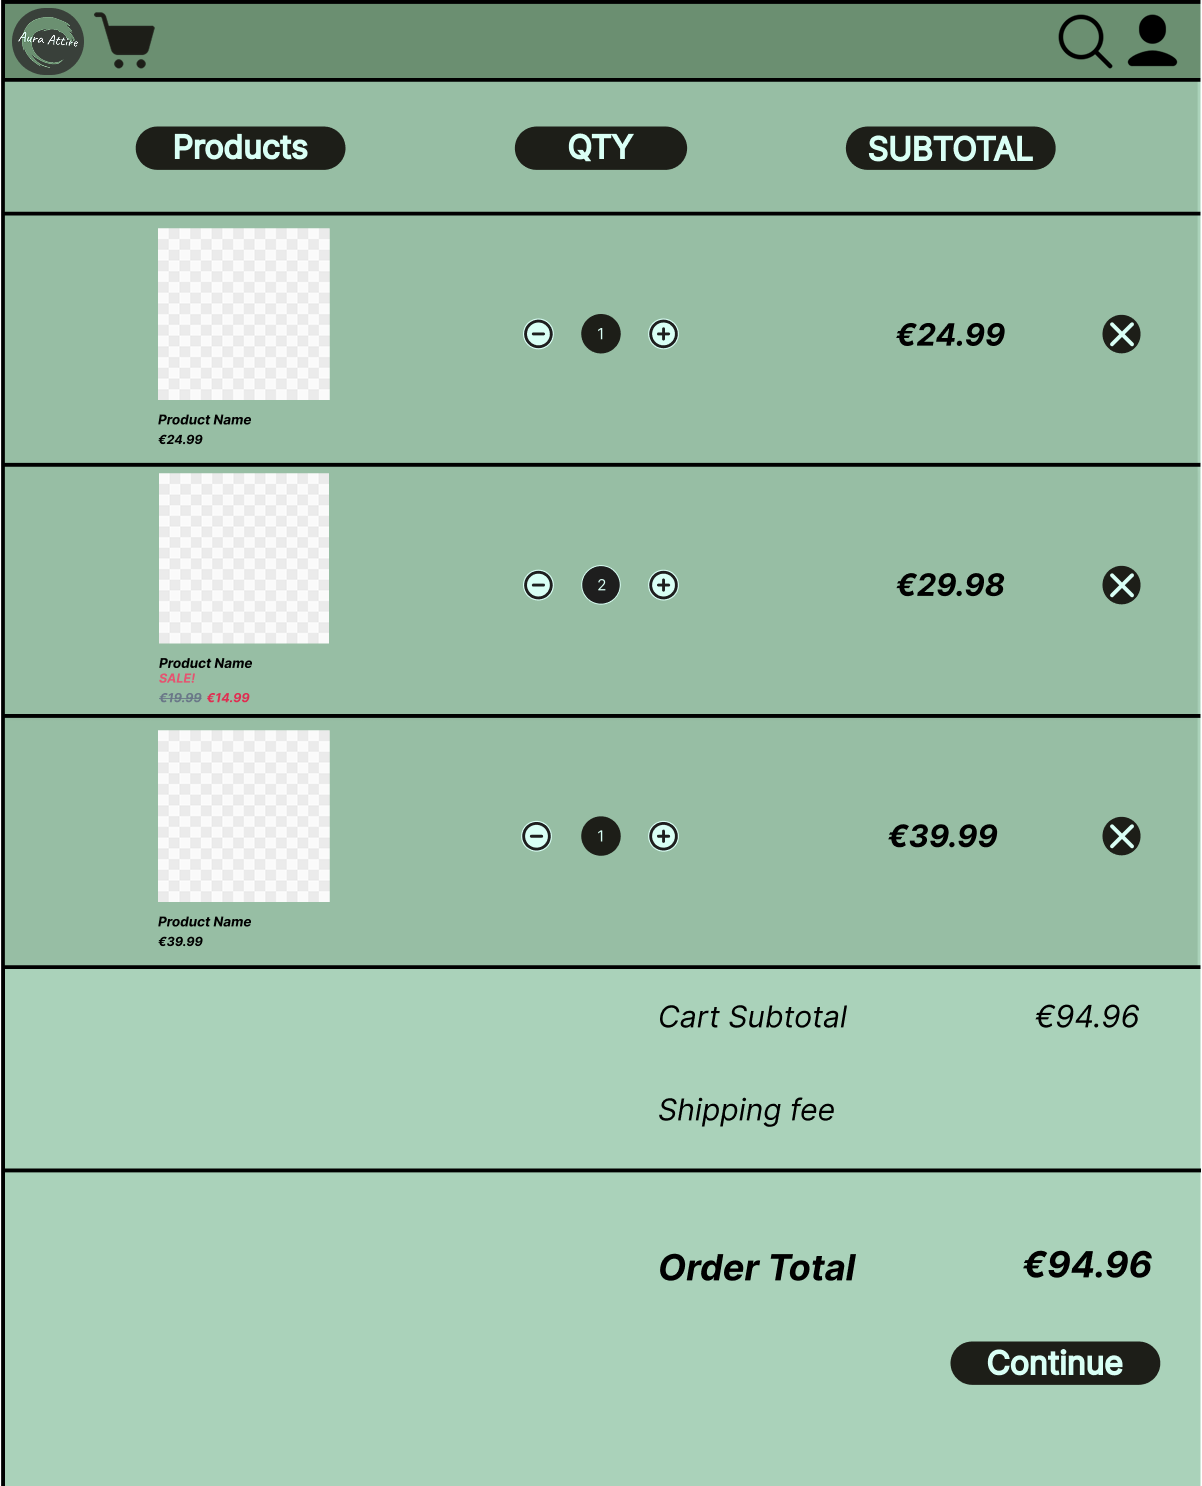 Aura Attire
Products QTY SUBTOTAL
1 €24.99
Product Name
€24.99
2 €29.98
Product Name
SALE!
€19.99 €14.99
1 €39.99
Product Name
€39.99
Cart Subtotal €94.96
Shipping fee
Order Total €94.96
Continue